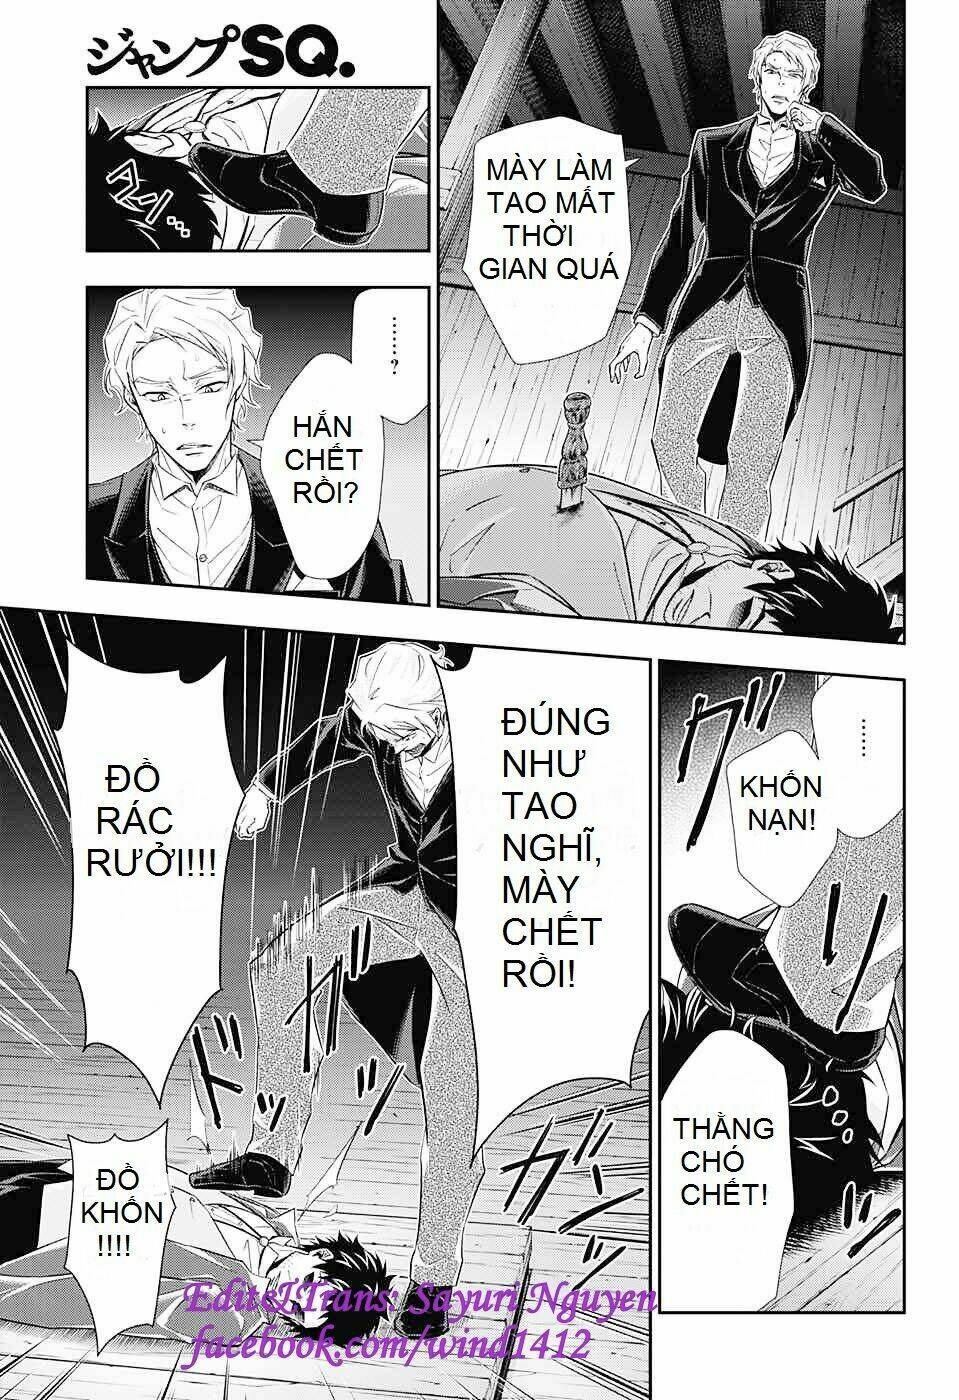 ジャンプSQ.
MÀY LÀM
TAO MẤT
THỜI
GIAN QUÁ
......?
HẮN
CHẾT
RỒI?
......
KHỐN
NẠN!
THẰNG
CHÓ
CHẾT!
ĐÚNG
NHƯ
TAO
NGHĨ,
MÀY
CHẾT
RỒI!
ĐỒ
RÁC
RƯỞI!!!
ĐỒ
KHỐN
!!!!
Edit&Trans: Sayuri Nguyen
facebook.com/wind1412